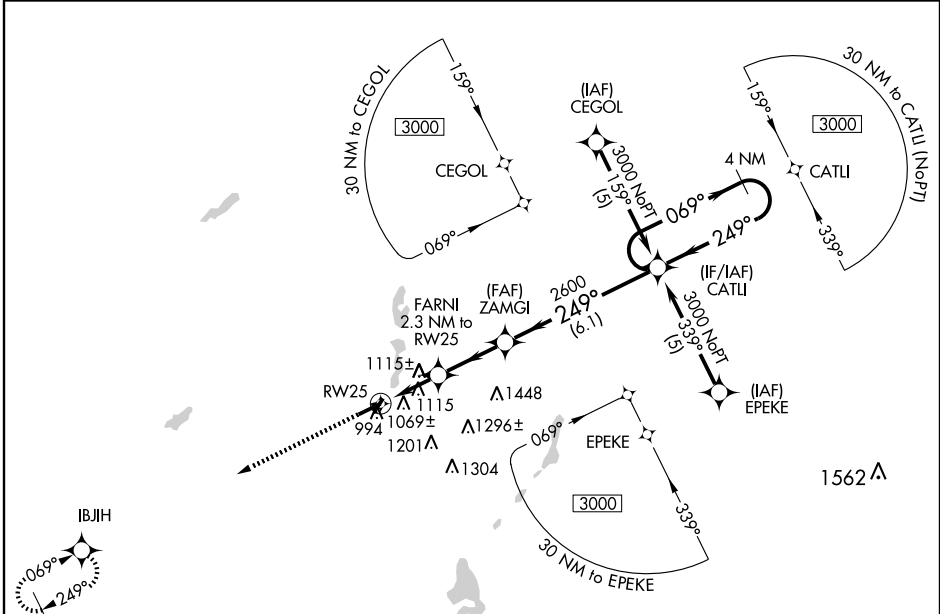 30 NM to CEGOL
159°
3000
CEGOL
069°
(IAF)
CEGOL
3000 NoPT
159°
(5)
4 NM
069°
249°
30 NM to CATLI (NoPT)
159°
3000
CATLI
339°
(IF/IAF)
CATLI
2600
249°
(6.1)
(FAF)
ZAMGI
FARNI
2.3 NM to
RW25
3000 NoPT
339°
(5)
(IAF)
EPEKE
1115±
RW25
1115
1448
994
1069±
1296±
1201
1304
069°
EPEKE
3000
339°
30 NM to EPEKE
1562
IBJIH
069°
249°